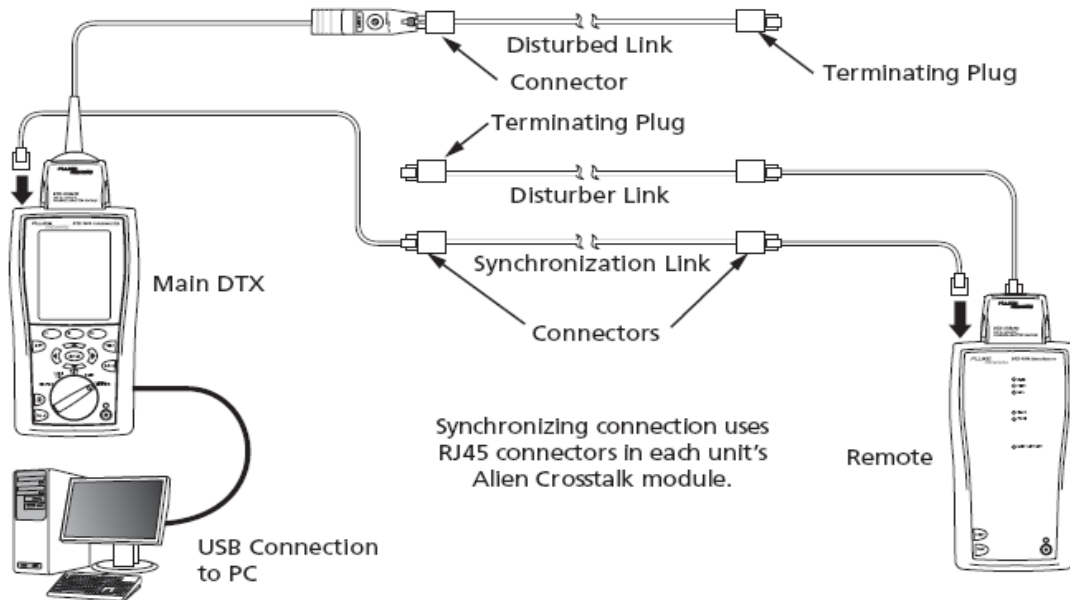 Disturbed Link
Connector
Terminating Plug
Terminating Plug
Disturber Link
Synchronization Link
Main DTX
Connectors
Synchronizing connection uses
RJ45 connectors in each unit's
Alien Crosstalk module.
Remote
USB Connection
to PC